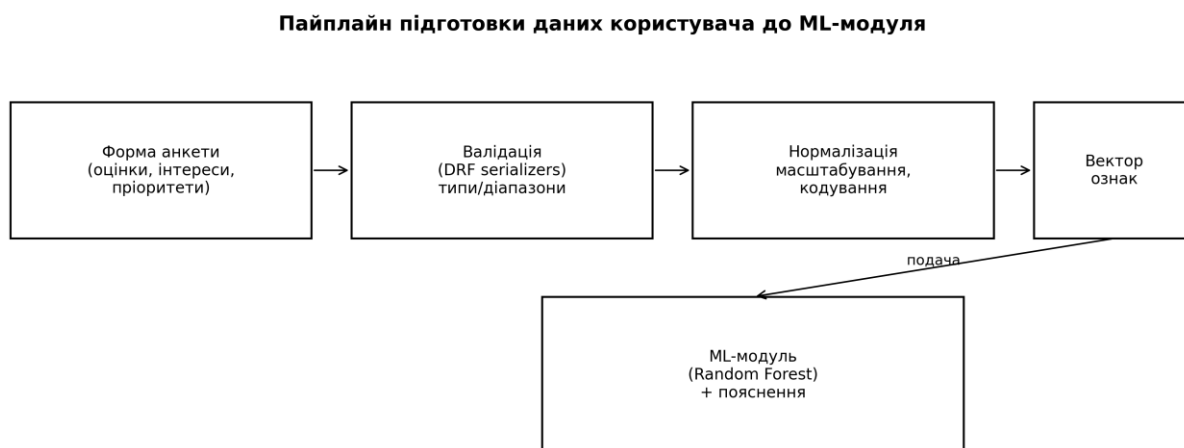 Пайплайн підготовки даних користувача до ML-модуля
Форма анкети
(оцінки, інтереси,
пріоритети)
Валідація
(DRF serializers)
типи/діапазони
Нормалізація
масштабування,
кодування
Вектор
ознак
подача
ML-модуль
(Random Forest)
+ пояснення